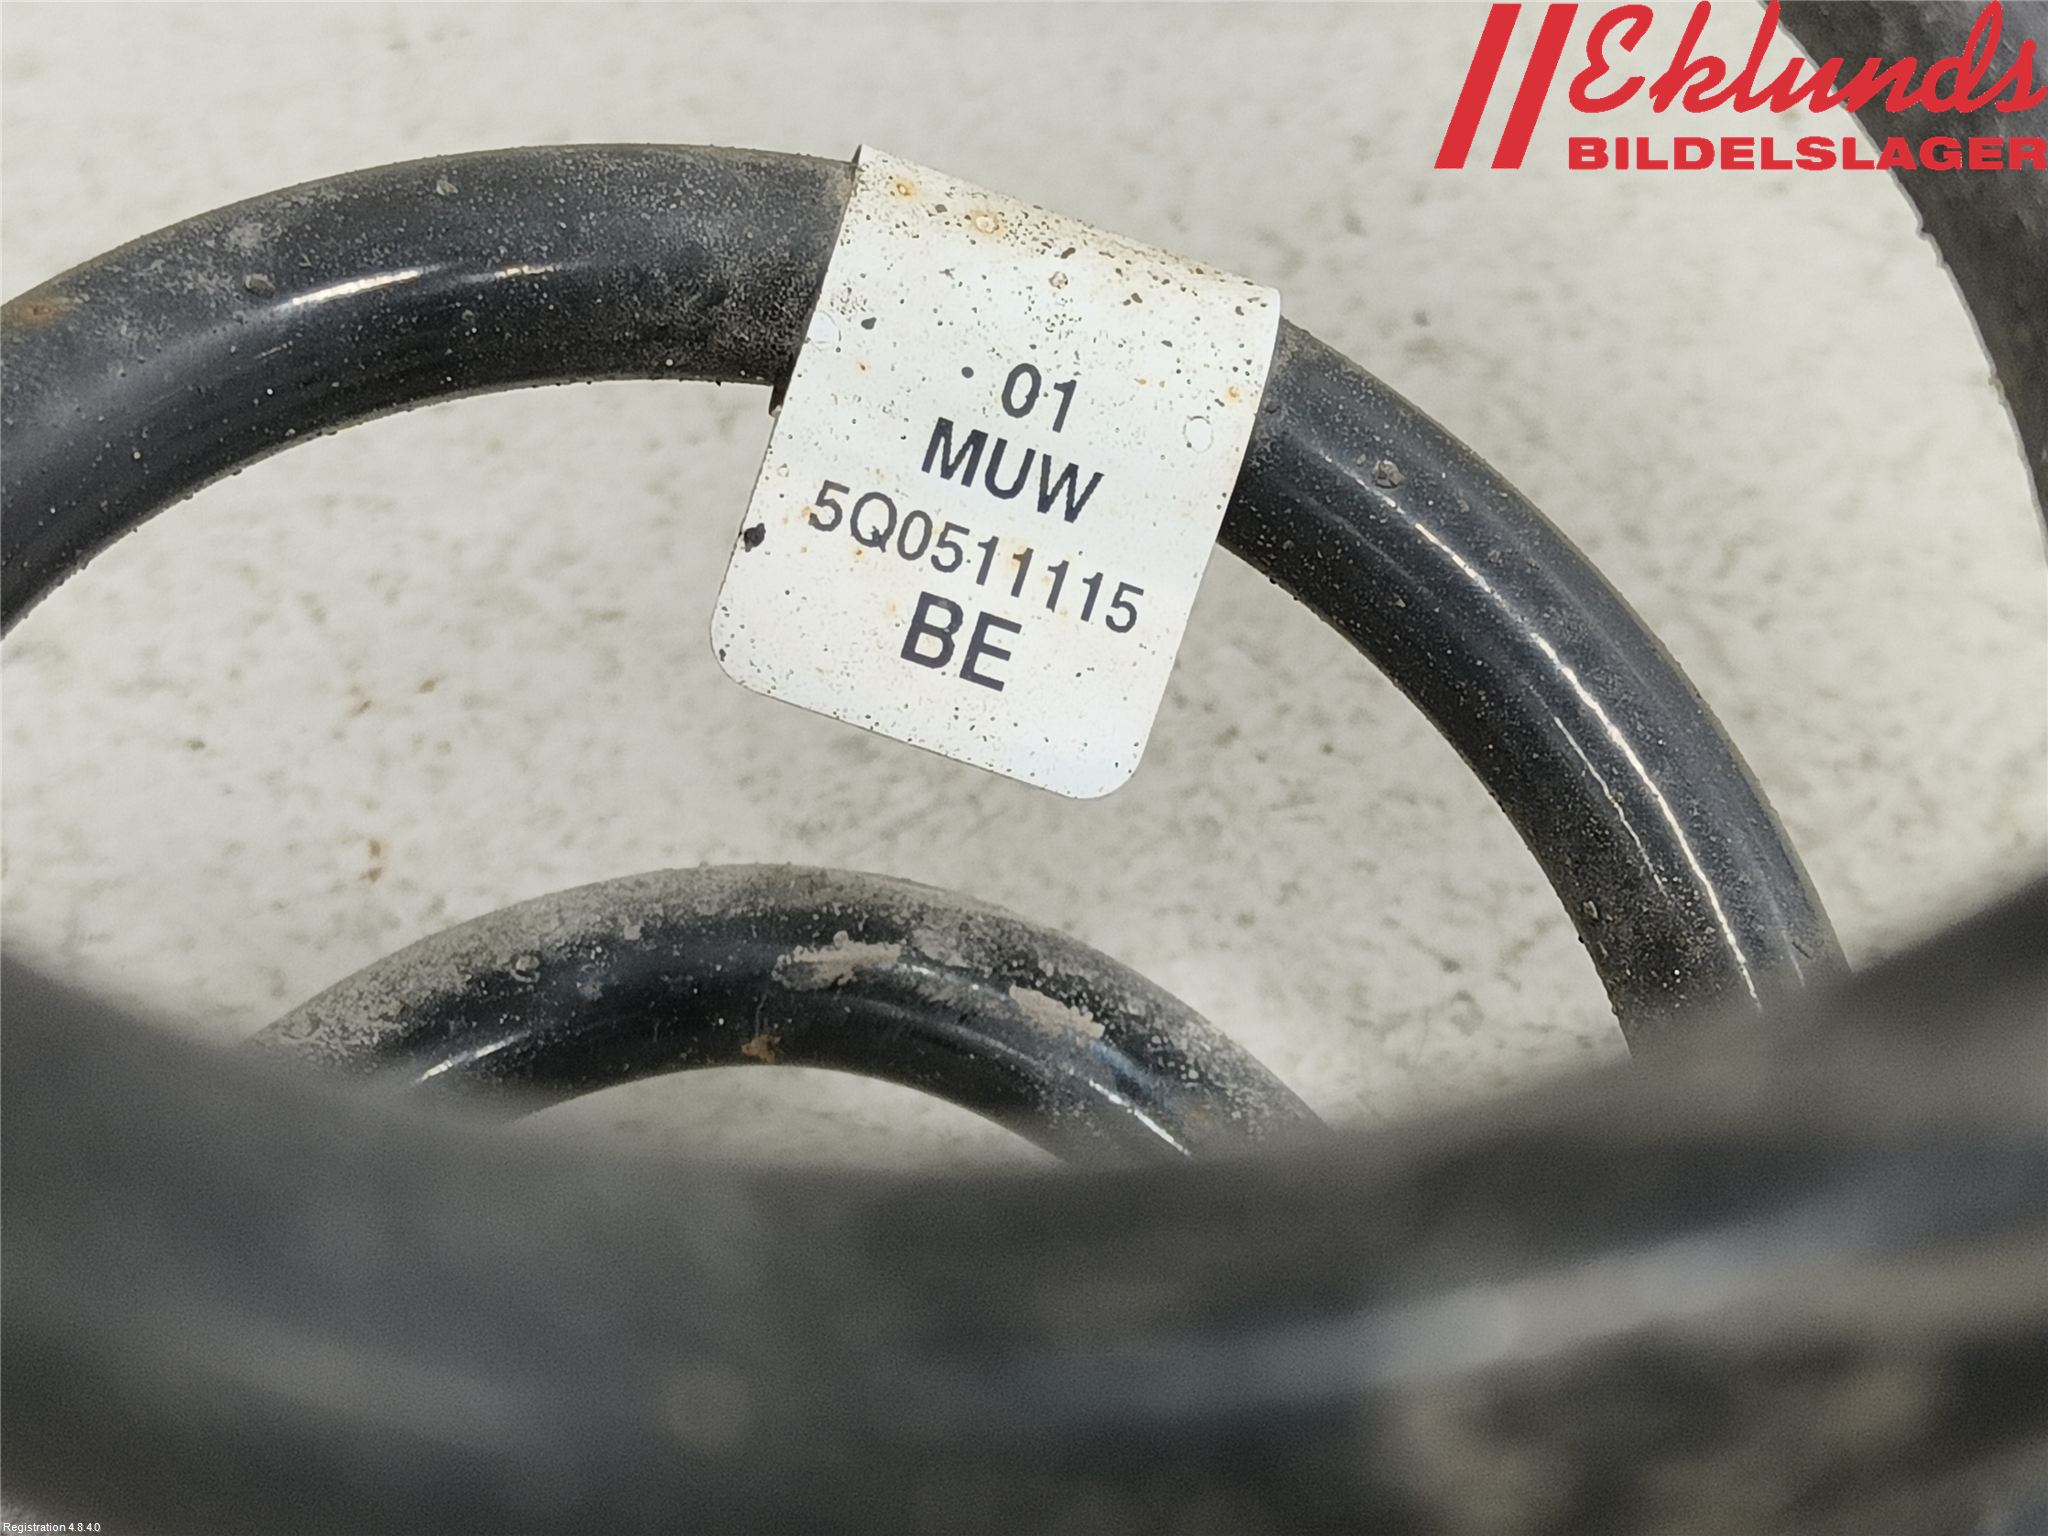 Eklunds
BILDELSLAGER
01
MUW
5Q0511115
BE
Registration 4.8.4.0